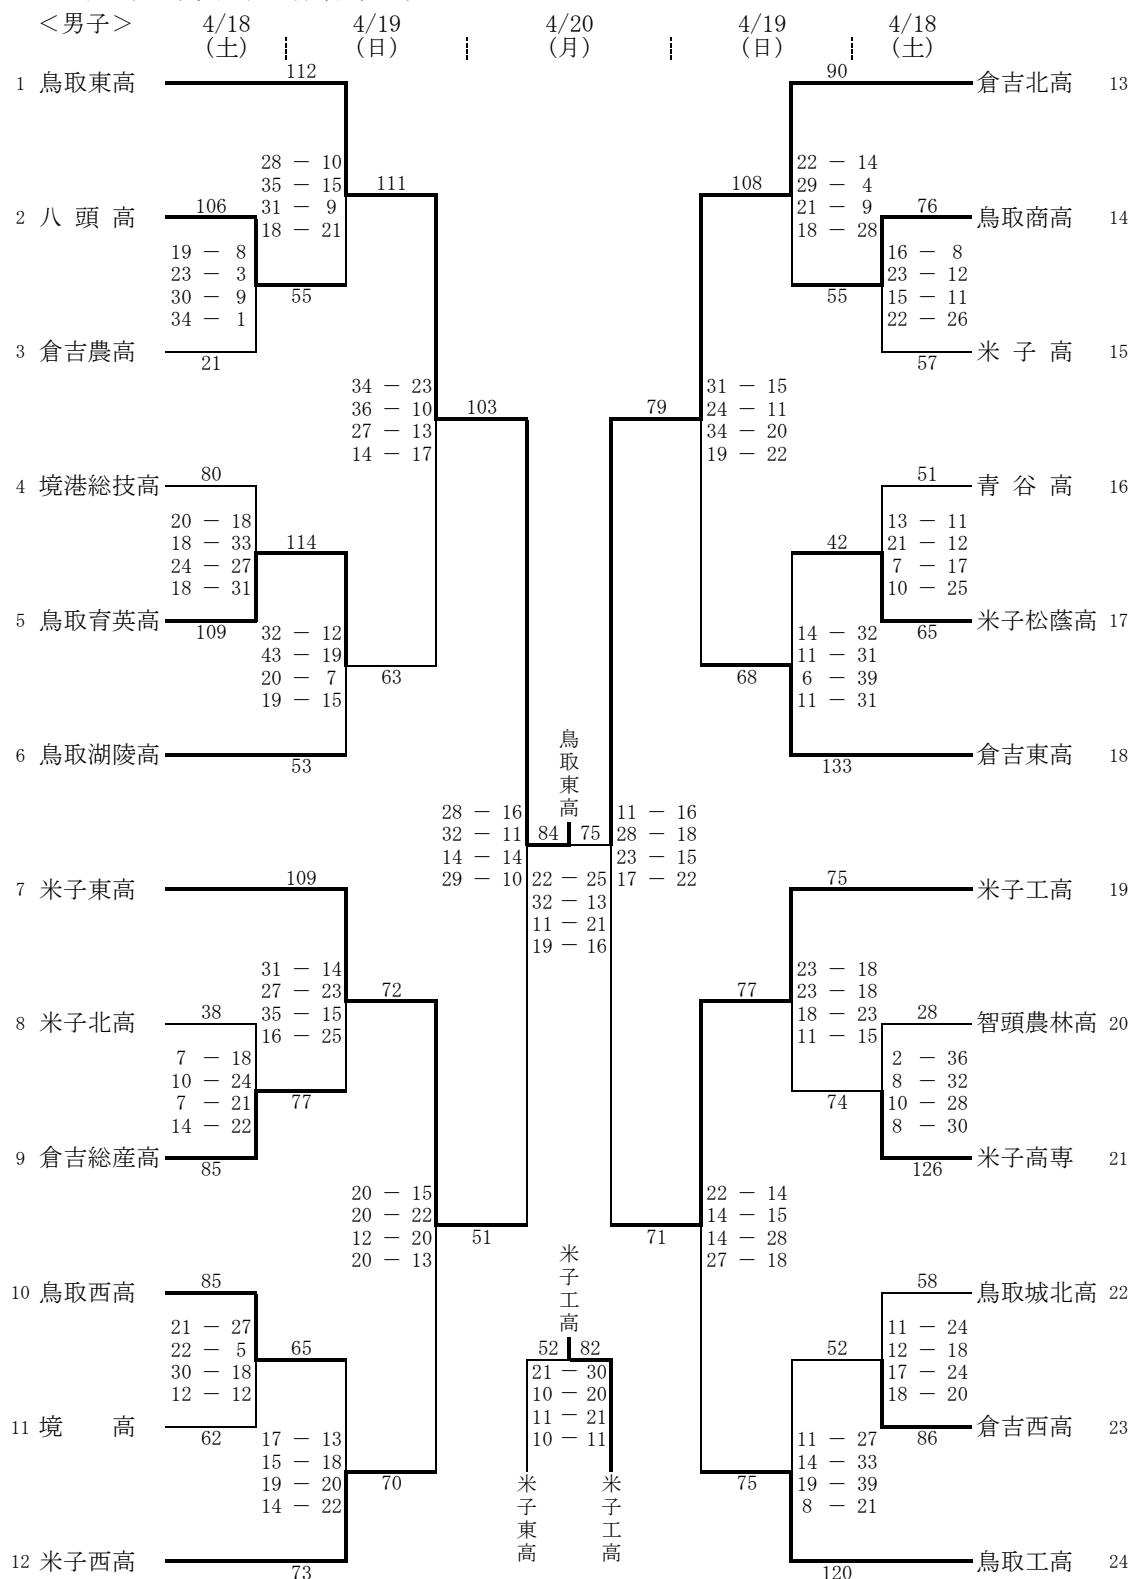 ＜男子＞
4/18
（土）
4/19
（日）
4/20
（月）
4/19
（日）
4/18
（土）
1 鳥取東高
112
28 － 10
35 － 15
31 － 9
18 － 21
111
2 八頭高
106
19 － 8
23 － 3
30 － 9
34 － 1
55
3 倉吉農高
21
34 － 23
36 － 10
27 － 13
14 － 17
103
4 境港総技高
80
20 － 18
18 － 33
24 － 27
18 － 31
114
5 鳥取育英高
109
32 － 12
43 － 19
20 － 7
19 － 15
63
6 鳥取湖陵高
53
28 － 16
32 － 11
14 － 14
29 － 10
7 米子東高
109
31 － 14
27 － 23
35 － 15
16 － 25
72
8 米子北高
38
7 － 18
10 － 24
7 － 21
14 － 22
77
9 倉吉総産高
85
20 － 15
20 － 22
12 － 20
20 － 13
51
10 鳥取西高
85
21 － 27
22 － 5
30 － 18
12 － 12
65
11 境高
62
17 － 13
15 － 18
19 － 20
14 － 22
70
12 米子西高
73
鳥取東高
84 75
22 － 25
32 － 13
11 － 21
19 － 16
米子工高
52 82
21 － 30
10 － 20
11 － 21
10 － 11
米子東高
米子工高
90
倉吉北高 13
108
22 － 14
29 － 4
21 － 9
18 － 28
76
鳥取商高 14
16 － 8
23 － 12
15 － 11
22 － 26
55
57
米子高 15
79
31 － 15
24 － 11
34 － 20
19 － 22
51
青谷高 16
13 － 11
21 － 12
7 － 17
10 － 25
42
65
米子松蔭高 17
14 － 32
11 － 31
6 － 39
11 － 31
68
133
倉吉東高 18
11 － 16
28 － 18
23 － 15
17 － 22
75
米子工高 19
23 － 18
23 － 18
18 － 23
11 － 15
77
28
智頭農林高 20
2 － 36
8 － 32
10 － 28
8 － 30
74
126
米子高専 21
22 － 14
14 － 15
14 － 28
27 － 18
71
58
鳥取城北高 22
11 － 24
12 － 18
17 － 24
18 － 20
52
86
倉吉西高 23
11 － 27
14 － 33
19 － 39
8 － 21
75
120
鳥取工高 24